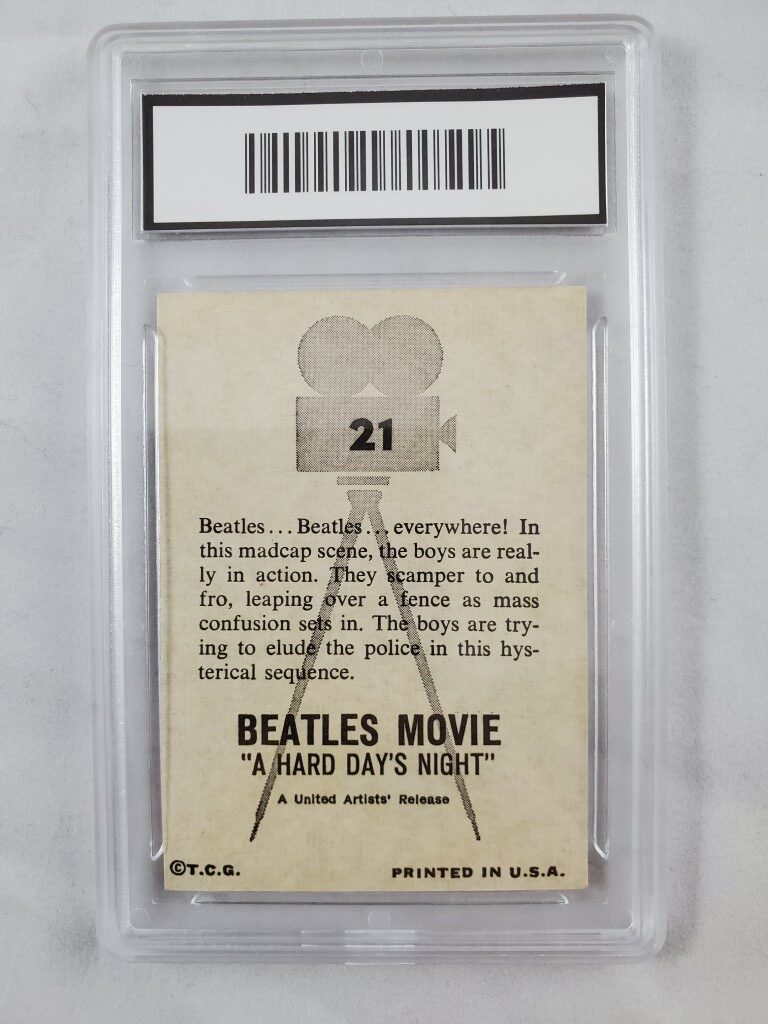 21
Beatles... Beatles... everywhere! In
this madcap scene, the boys are real-
ly in action. They scamper to and
fro, leaping over a fence as mass
confusion sets in. The boys are try-
ing to elude the police in this hys-
terical sequence.
BEATLES MOVIE
"A HARD DAY'S NIGHT"
A United Artists' Release
©T.C.G.
PRINTED IN U.S.A.